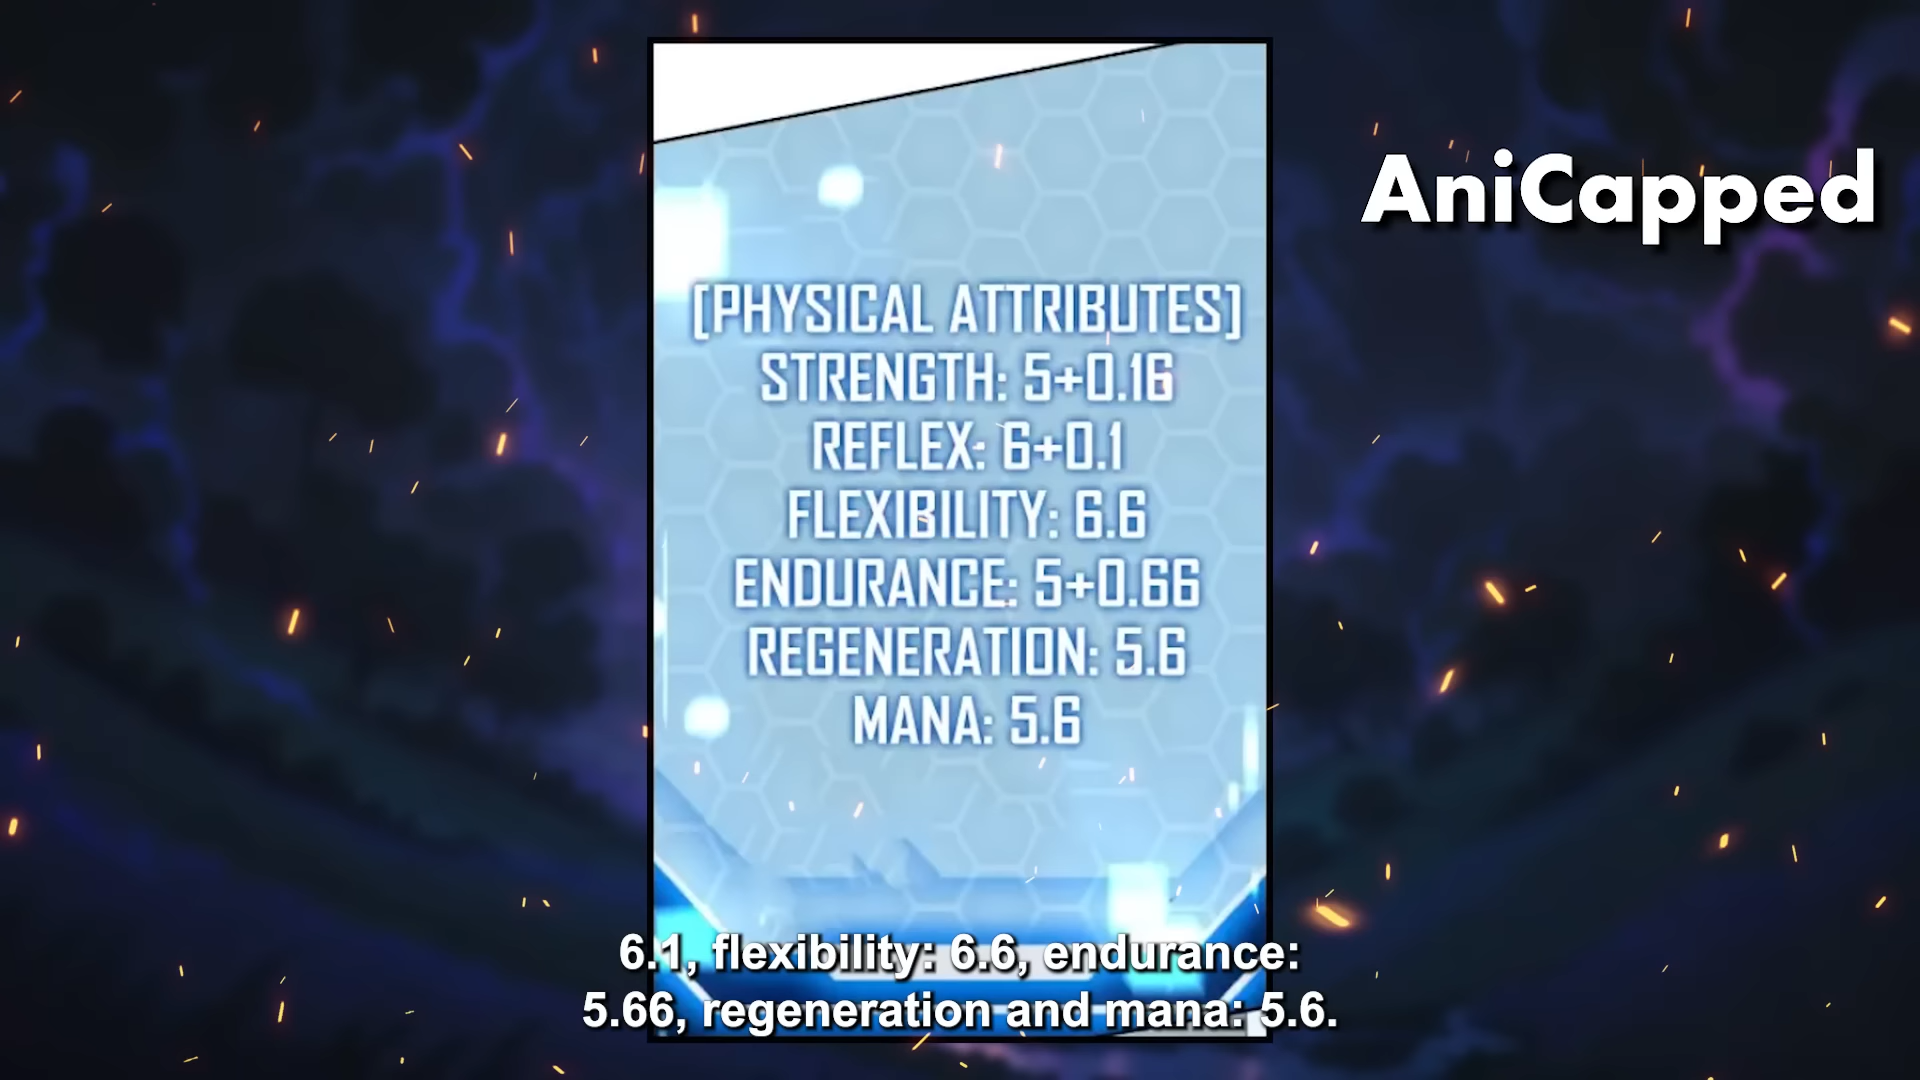 AniCapped
[PHYSICAL ATTRIBUTES]
STRENGTH: 5+0.16
REFLEX: 6+0.1
FLEXIBILITY: 6.6
ENDURANCE: 5+0.66
REGENERATION: 5.6
MANA: 5.6
6.1, flexibility: 6.6, endurance:
5.66, regeneration and mana: 5.6.